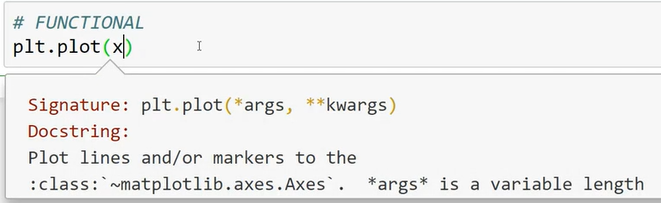 # FUNCTIONAL
plt.plot(x)
Signature: plt.plot(*args, **kwargs)
Docstring:
Plot lines and/or markers to the
:class:`~matplotlib.axes.Axes`.  *args* is a variable length